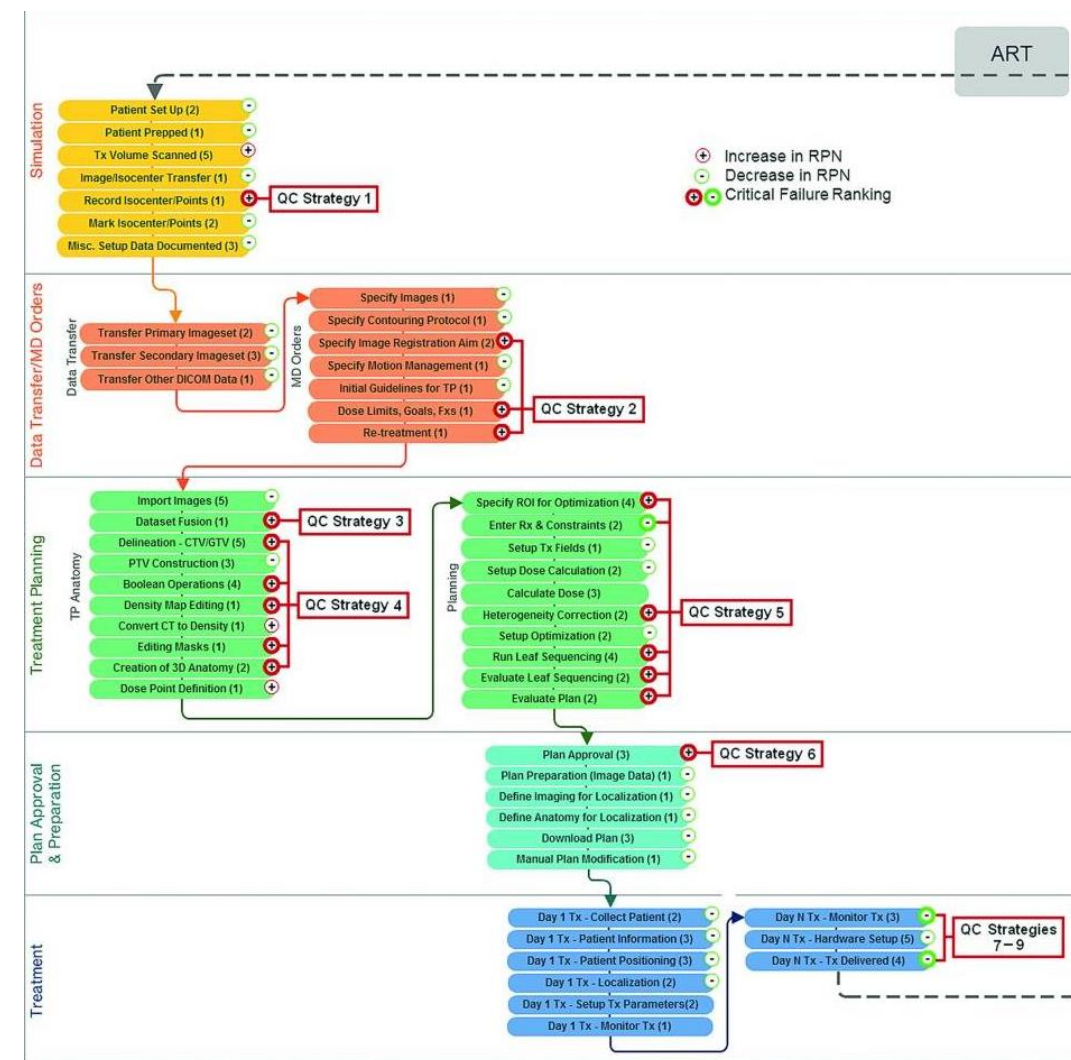 ART
Simulation
Patient Set Up (2)
-
Patient Prepped (1)
-
Tx Volume Scanned (5)
+
Image/Isocenter Transfer (1)
-
Record Isocenter/Points (1)
+
QC Strategy 1
Mark Isocenter/Points (2)
-
Misc. Setup Data Documented (3)
-
+ Increase in RPN
- Decrease in RPN
+ - Critical Failure Ranking
Data Transfer/MD Orders
Data Transfer
Transfer Primary Imageset (2)
-
Transfer Secondary Imageset (3)
-
Transfer Other DICOM Data (1)
-
MD Orders
Specify Images (1)
-
Specify Contouring Protocol (1)
-
Specify Image Registration Aim (2)
+
Specify Motion Management (1)
-
Initial Guidelines for TP (1)
-
Dose Limits, Goals, Fxs (1)
+
Re-treatment (1)
+
QC Strategy 2
Treatment Planning
TP Anatomy
Import Images (5)
-
Dataset Fusion (1)
+
QC Strategy 3
Delineation - CTV/GTV (5)
+
PTV Construction (3)
-
Boolean Operations (4)
+
Density Map Editing (1)
+
Convert CT to Density (1)
+
Editing Masks (1)
+
Creation of 3D Anatomy (2)
+
Dose Point Definition (1)
+
QC Strategy 4
Planning
Specify ROI for Optimization (4)
+
Enter Rx & Constraints (2)
-
Setup Tx Fields (1)
-
Setup Dose Calculation (2)
-
Calculate Dose (3)
Heterogeneity Correction (2)
+
Setup Optimization (2)
-
Run Leaf Sequencing (4)
+
Evaluate Leaf Sequencing (2)
+
Evaluate Plan (2)
+
QC Strategy 5
Plan Approval
& Preparation
Plan Approval (3)
+
QC Strategy 6
Plan Preparation (Image Data) (1)
-
Define Imaging for Localization (1)
-
Define Anatomy for Localization (1)
-
Download Plan (3)
-
Manual Plan Modification (1)
-
Treatment
Day 1 Tx - Collect Patient (2)
-
Day 1 Tx - Patient Information (3)
-
Day 1 Tx - Patient Positioning (3)
-
Day 1 Tx - Localization (2)
-
Day 1 Tx - Setup Tx Parameters(2)
Day 1 Tx - Monitor Tx (1)
Day N Tx - Monitor Tx (3)
-
Day N Tx - Hardware Setup (5)
-
Day N Tx - Tx Delivered (4)
-
QC Strategies
7–9